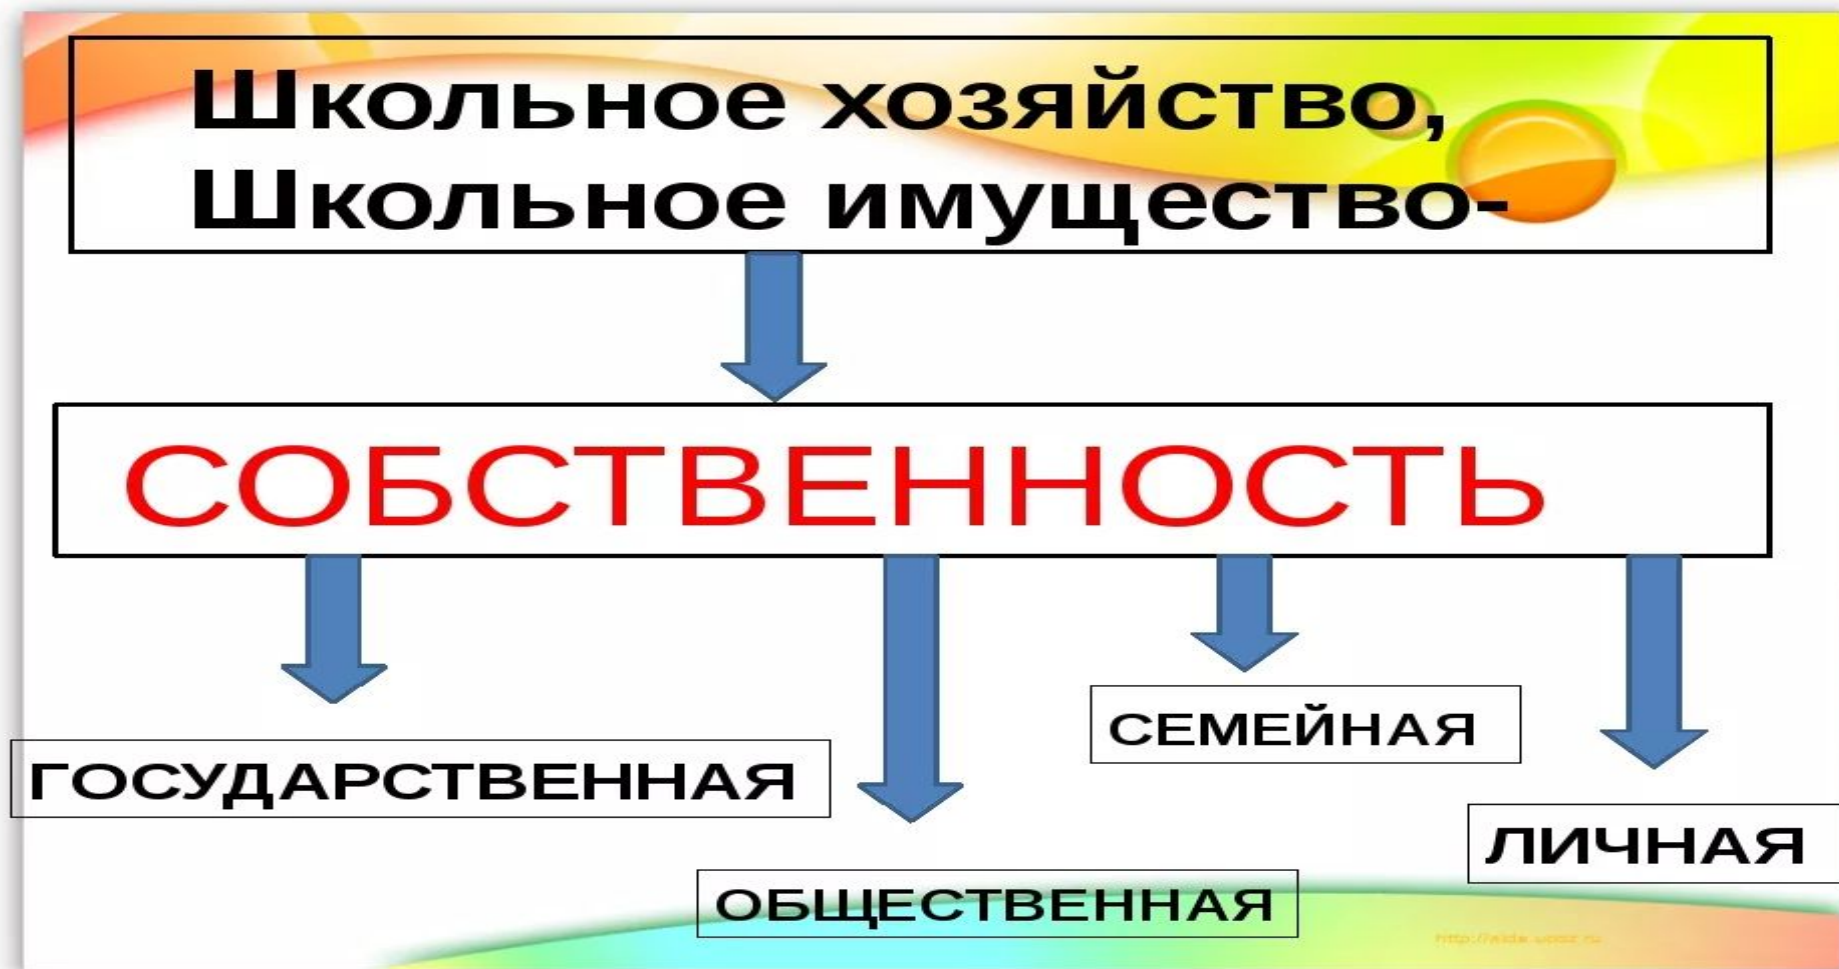 Школьное хозяйство,
Школьное имущество-
СОБСТВЕННОСТЬ
ГОСУДАРСТВЕННАЯ
ОБЩЕСТВЕННАЯ
СЕМЕЙНАЯ
ЛИЧНАЯ